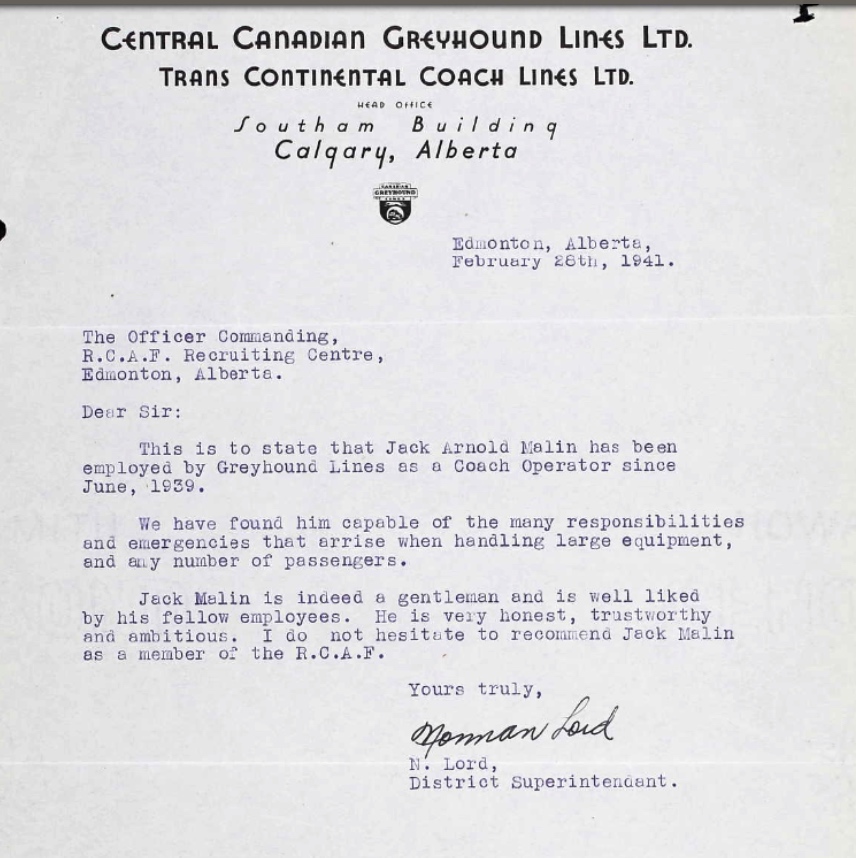 CENTRAL CANADIAN GREYHOUND LINES LTD.
TRANS CONTINENTAL COACH LINES LTD.
HEAD OFFICE
Southam Building
Calgary, Alberta
CANADIAN
GREYHOUND
LINES
Edmonton, Alberta,
February 28th, 1941.
The Officer Commanding,
R.C.A.F. Recruiting Centre,
Edmonton, Alberta.
Dear Sir:
This is to state that Jack Arnold Malin has been
employed by Greyhound Lines as a Coach Operator since
June, 1939.
We have found him capable of the many responsibilities
and emergencies that arrise when handling large equipment,
and any number of passengers.
Jack Malin is indeed a gentleman and is well liked
by his fellow employees. He is very honest, trustworthy
and ambitious. I do not hesitate to recommend Jack Malin
as a member of the R.C.A.F.
Yours truly,
Norman Lord
N. Lord,
District Superintendant.